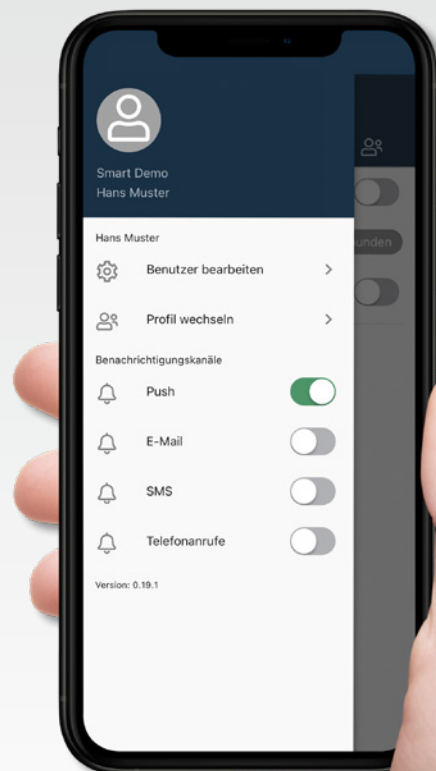 Smart Demo
Hans Muster
Hans Muster
Benutzer bearbeiten
Profil wechseln
Benachrichtigungskanäle
Push
E-Mail
SMS
Telefonanrufe
Version: 0.19.1
unden